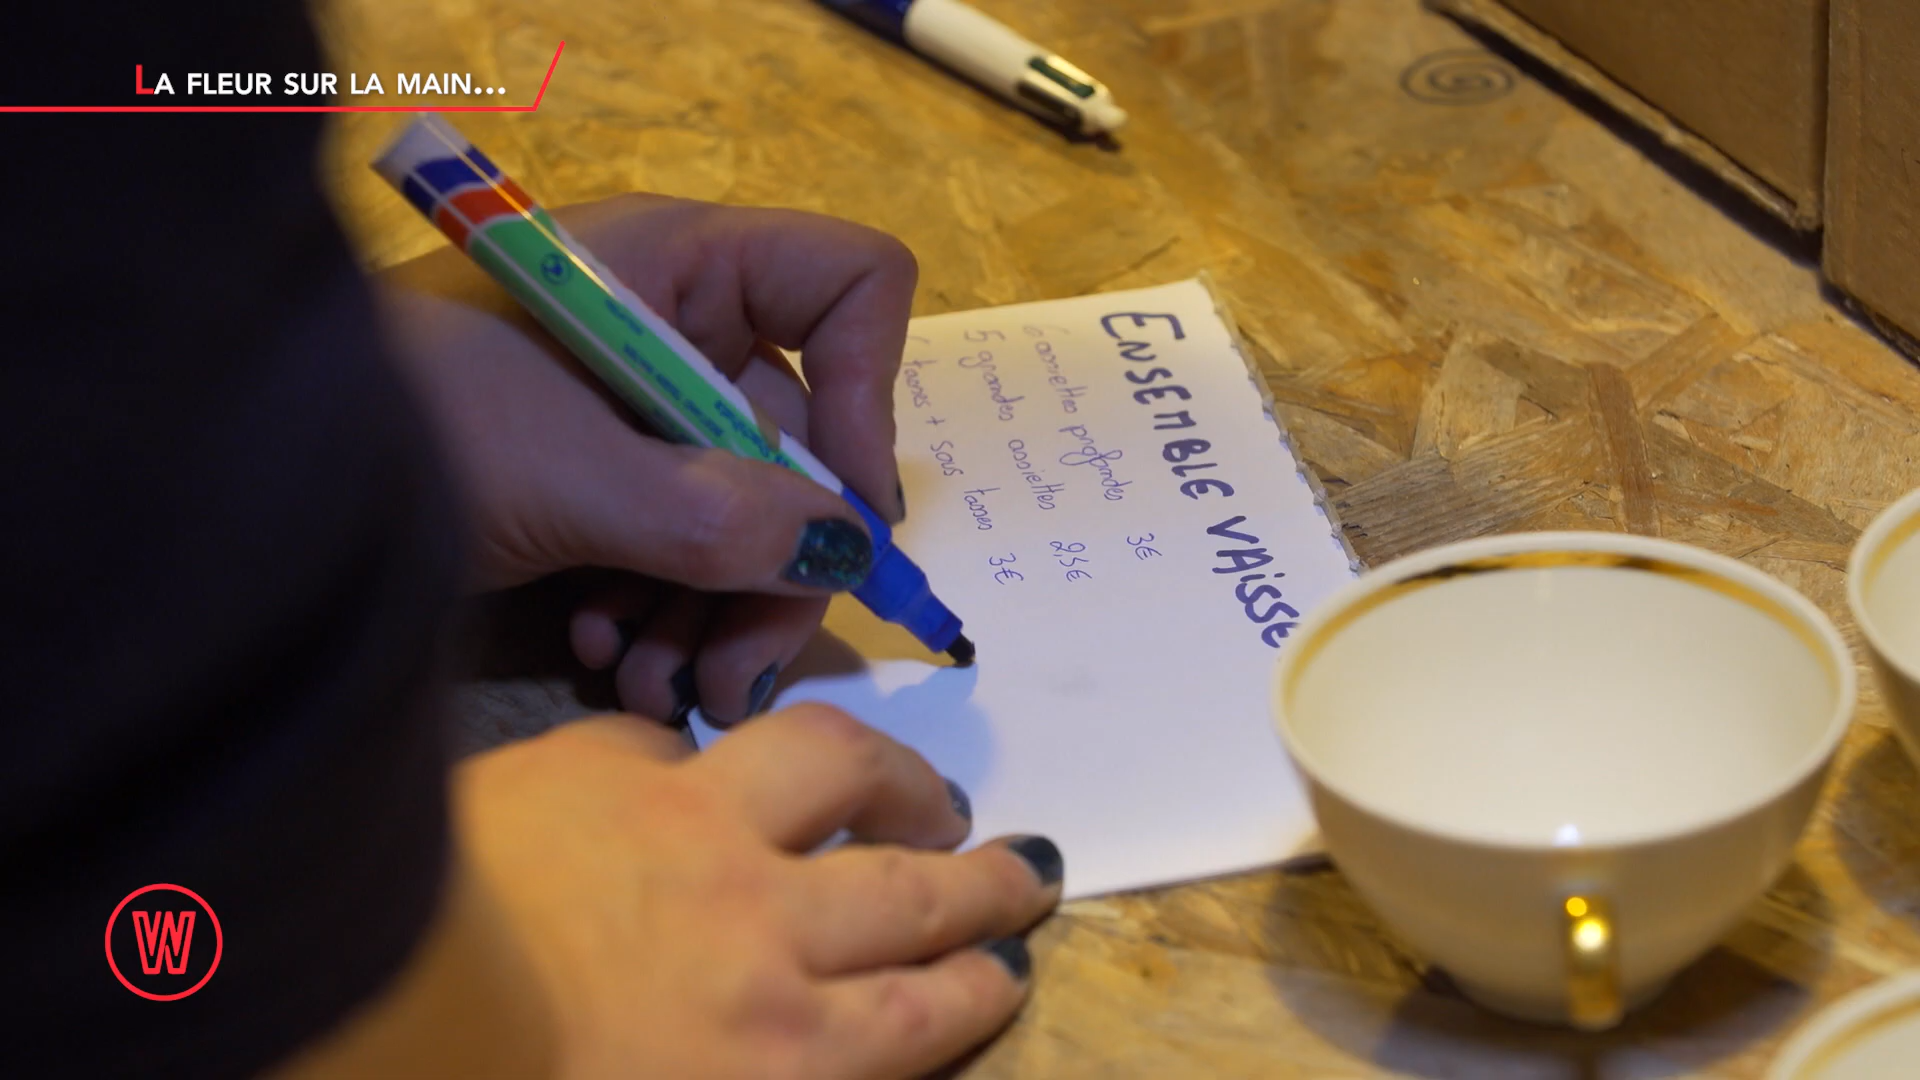 LA FLEUR SUR LA MAIN...
ENSEMBLE VAISSE
6 assiettes profondes 3€
5 grandes assiettes 2,5€
tasses + sous tasses 3€
W